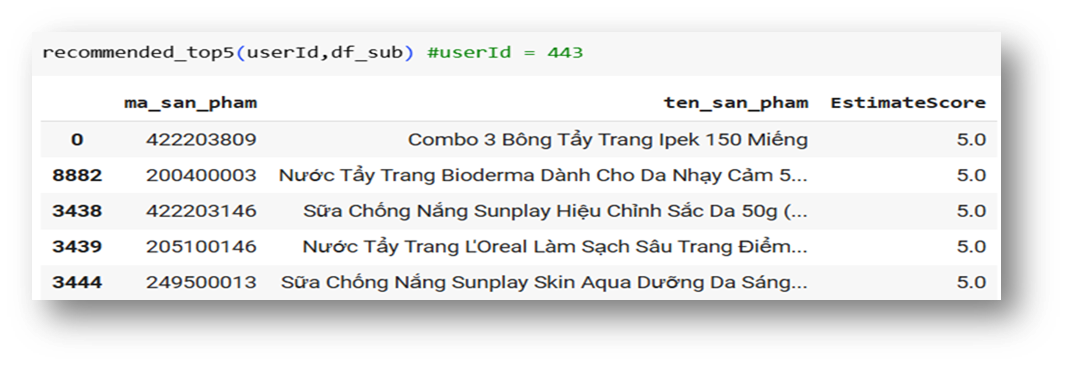 recommended_top5(userId,df_sub) #userId = 443
ma_san_pham ten_san_pham EstimateScore
0 422203809 Combo 3 Bông Tẩy Trang Ipek 150 Miếng 5.0
8882 200400003 Nước Tẩy Trang Bioderma Dành Cho Da Nhạy Cảm 5... 5.0
3438 422203146 Sữa Chống Nắng Sunplay Hiệu Chỉnh Sắc Da 50g (... 5.0
3439 205100146 Nước Tẩy Trang L'Oreal Làm Sạch Sâu Trang Điểm... 5.0
3444 249500013 Sữa Chống Nắng Sunplay Skin Aqua Dưỡng Da Sáng... 5.0